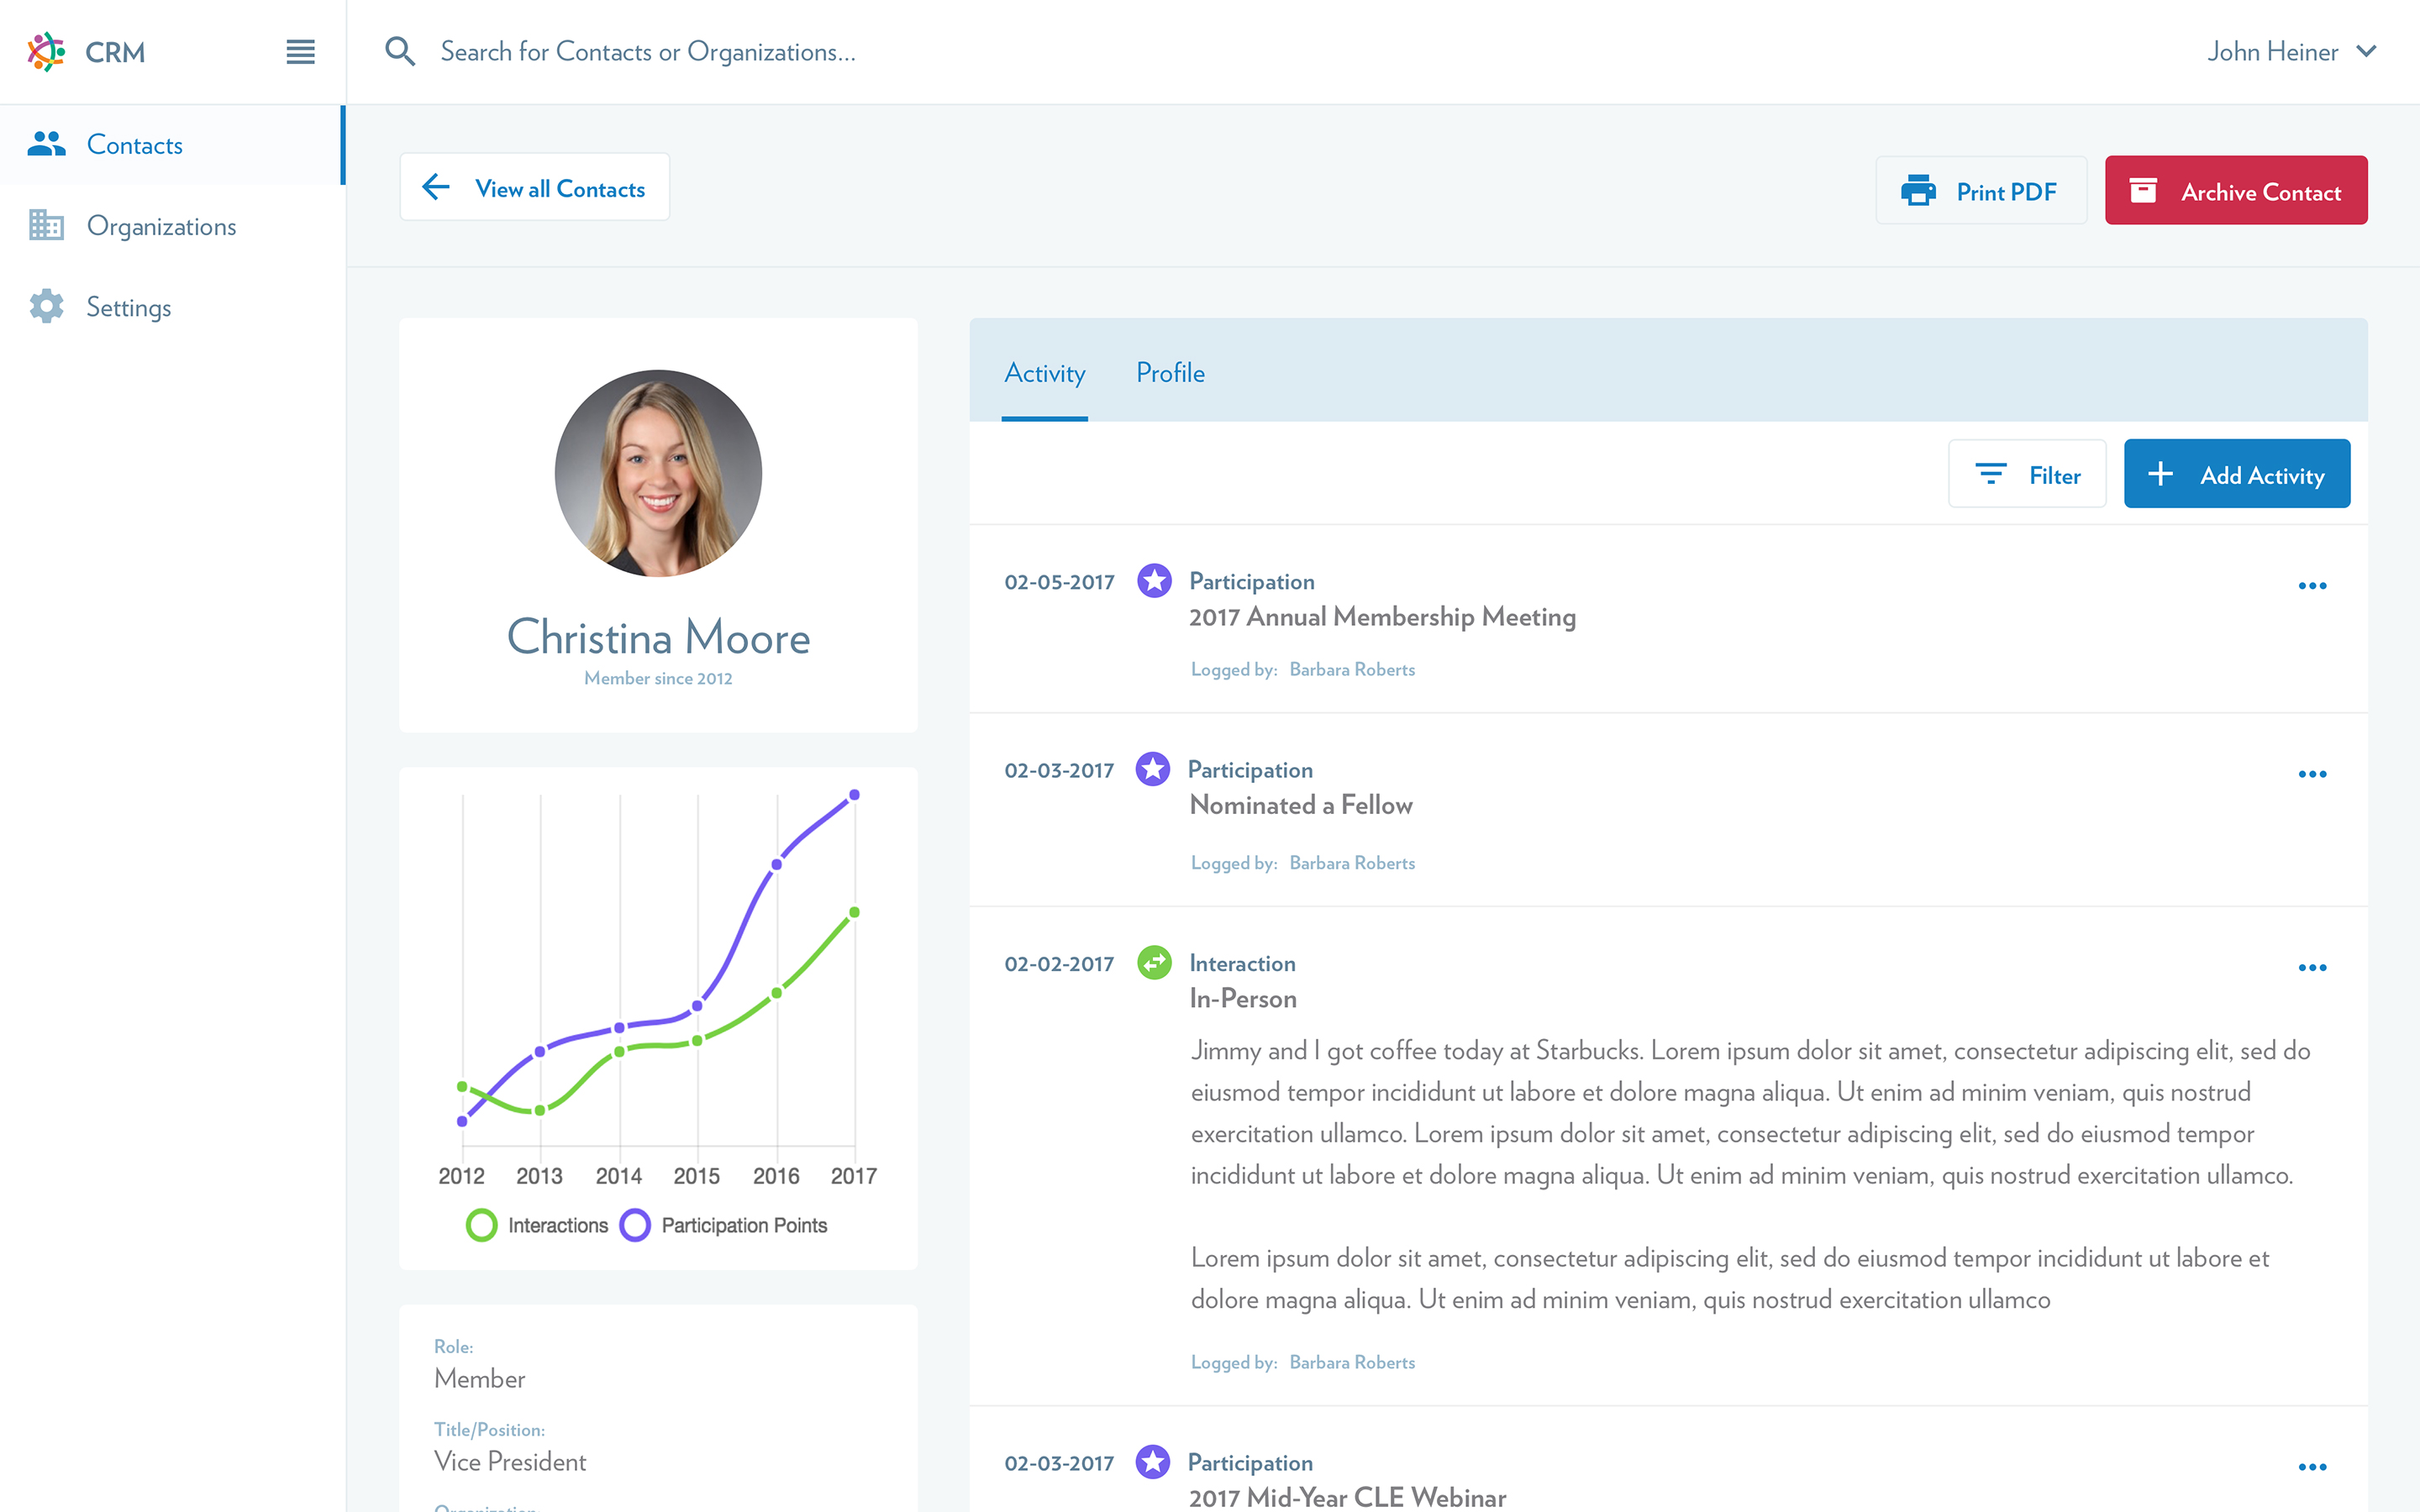 CRM
Search for Contacts or Organizations...
John Heiner
Contacts
Organizations
Settings
View all Contacts
Print PDF
Archive Contact
Christina Moore
Member since 2012
2012 2013 2014 2015 2016 2017
Interactions Participation Points
Role:
Member
Title/Position:
Vice President
Organization:
Activity Profile
Filter
Add Activity
02-05-2017 Participation
2017 Annual Membership Meeting
Logged by: Barbara Roberts
02-03-2017 Participation
Nominated a Fellow
Logged by: Barbara Roberts
02-02-2017 Interaction
In-Person
Jimmy and I got coffee today at Starbucks. Lorem ipsum dolor sit amet, consectetur adipiscing elit, sed do
eiusmod tempor incididunt ut labore et dolore magna aliqua. Ut enim ad minim veniam, quis nostrud
exercitation ullamco. Lorem ipsum dolor sit amet, consectetur adipiscing elit, sed do eiusmod tempor
incididunt ut labore et dolore magna aliqua. Ut enim ad minim veniam, quis nostrud exercitation ullamco.
Lorem ipsum dolor sit amet, consectetur adipiscing elit, sed do eiusmod tempor incididunt ut labore et
dolore magna aliqua. Ut enim ad minim veniam, quis nostrud exercitation ullamco
Logged by: Barbara Roberts
02-03-2017 Participation
2017 Mid-Year CLE Webinar